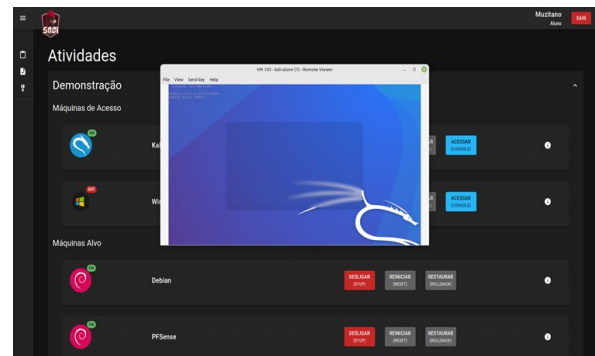 Muzitano
Aluno
SAIR
SNCI
Atividades
Demonstração
Máquinas de Acesso
VM 533 - kali-aluno (1) - Remote Viewer
File View Send key Help
ON
Kal
ACESSAR
(CONSOLE)
OFF
Wi
ACESSAR
(CONSOLE)
Máquinas Alvo
ON
Debian
DESLIGAR
(STOP)
REINICIAR
(RESET)
RESTAURAR
(ROLLBACK)
ON
PFSense
DESLIGAR
(STOP)
REINICIAR
(RESET)
RESTAURAR
(ROLLBACK)